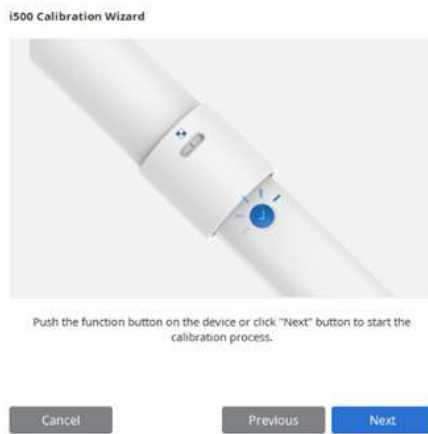 i500 Calibration Wizard
Push the function button on the device or click "Next" button to start the
calibration process.
Cancel
Previous
Next